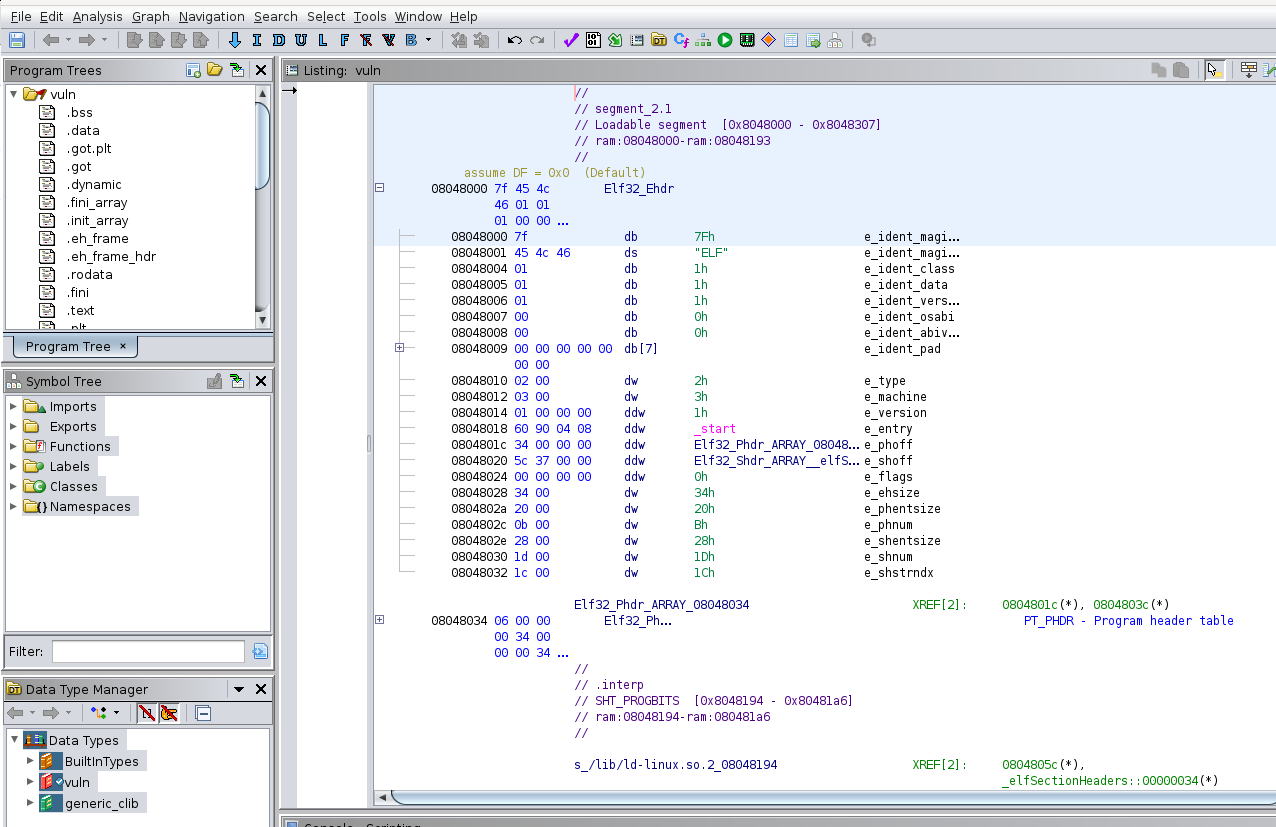 File Edit Analysis Graph Navigation Search Select Tools Window Help
I D U L F F V B
Program Trees
vuln
.bss
.data
.got.plt
.got
.dynamic
.fini_array
.init_array
.eh_frame
.eh_frame_hdr
.rodata
.fini
.text
.plt
Program Tree ×
Symbol Tree
Imports
Exports
Functions
Labels
Classes
Namespaces
Filter:
Data Type Manager
Data Types
BuiltInTypes
vuln
generic_clib
Listing: vuln
//
// segment_2.1
// Loadable segment [0x8048000 - 0x8048307]
// ram:08048000-ram:08048193
//
assume DF = 0x0 (Default)
08048000 7f 45 4c Elf32_Ehdr
46 01 01
01 00 00 ...
08048000 7f db 7Fh e_ident_magi...
08048001 45 4c 46 ds "ELF" e_ident_magi...
08048004 01 db 1h e_ident_class
08048005 01 db 1h e_ident_data
08048006 01 db 1h e_ident_vers...
08048007 00 db 0h e_ident_osabi
08048008 00 db 0h e_ident_abiv...
08048009 00 00 00 00 00 db[7] e_ident_pad
00 00
08048010 02 00 dw 2h e_type
08048012 03 00 dw 3h e_machine
08048014 01 00 00 00 ddw 1h e_version
08048018 60 90 04 08 ddw _start e_entry
0804801c 34 00 00 00 ddw Elf32_Phdr_ARRAY_08048... e_phoff
08048020 5c 37 00 00 ddw Elf32_Shdr_ARRAY__elfS... e_shoff
08048024 00 00 00 00 ddw 0h e_flags
08048028 34 00 dw 34h e_ehsize
0804802a 20 00 dw 20h e_phentsize
0804802c 0b 00 dw Bh e_phnum
0804802e 28 00 dw 28h e_shentsize
08048030 1d 00 dw 1Dh e_shnum
08048032 1c 00 dw 1Ch e_shstrndx
Elf32_Phdr_ARRAY_08048034 XREF[2]: 0804801c(*), 0804803c(*)
08048034 06 00 00 Elf32_Ph... PT_PHDR - Program header table
00 34 00
00 00 34 ...
//
// .interp
// SHT_PROGBITS [0x8048194 - 0x80481a6]
// ram:08048194-ram:080481a6
//
s_/lib/ld-linux.so.2_08048194 XREF[2]: 0804805c(*),
_elfSectionHeaders::00000034(*)
Console - Scripting